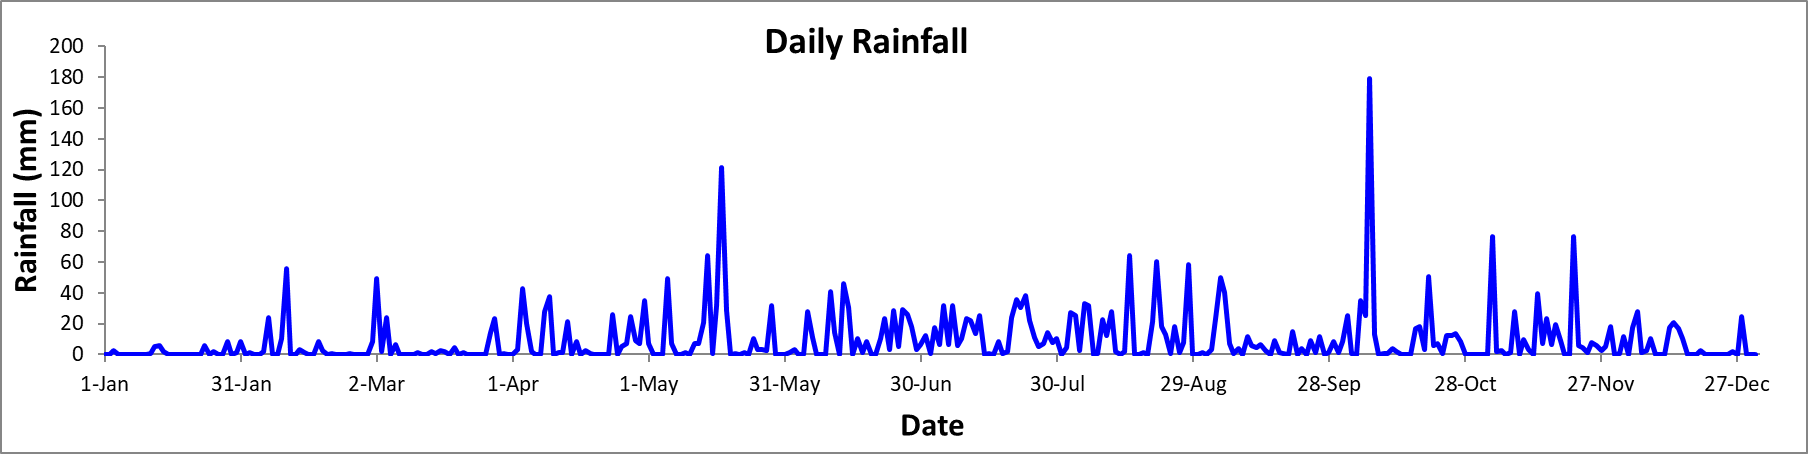 Daily Rainfall
Rainfall (mm)
200
180
160
140
120
100
80
60
40
20
0
1-Jan 31-Jan 2-Mar 1-Apr 1-May 31-May 30-Jun 30-Jul 29-Aug 28-Sep 28-Oct 27-Nov 27-Dec
Date